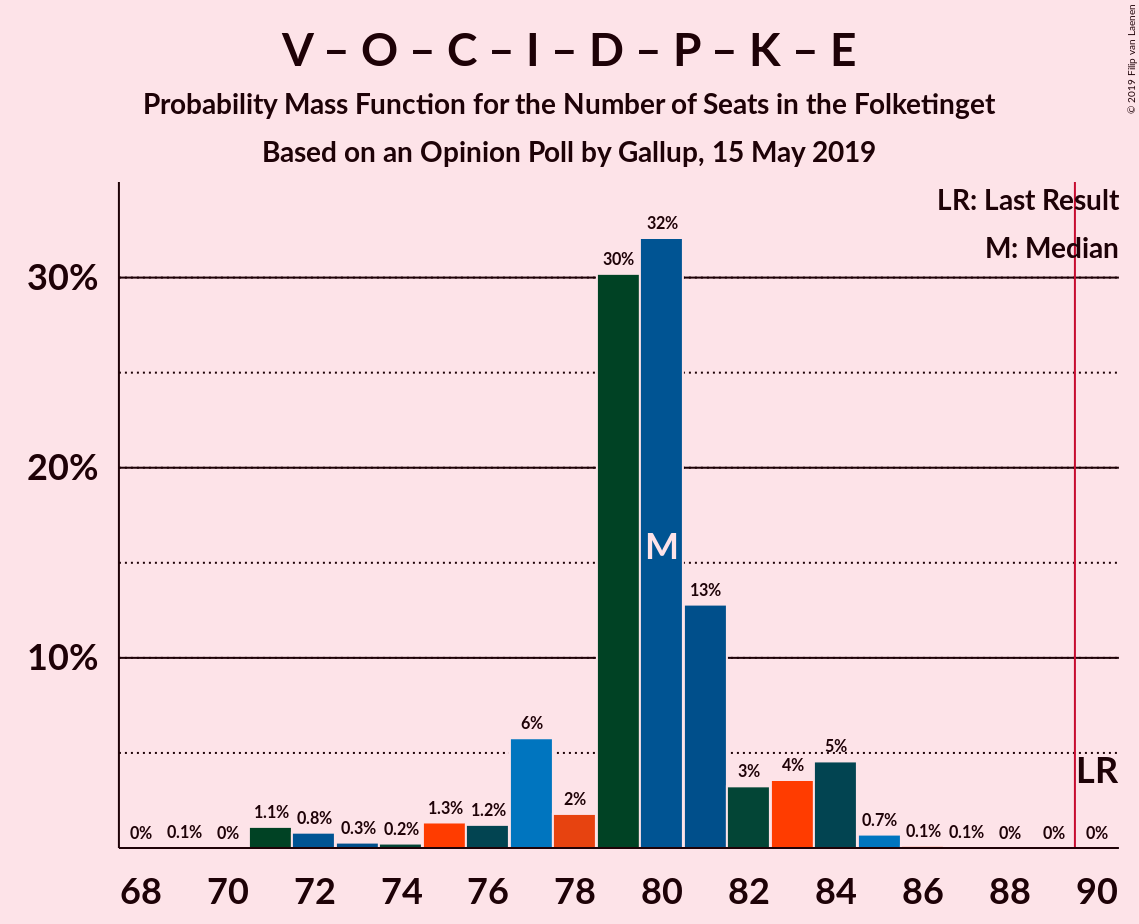 V – O – C – I – D – P – K – E
Probability Mass Function for the Number of Seats in the Folketinget
Based on an Opinion Poll by Gallup, 15 May 2019
© 2019 Filip van Laenen
LR: Last Result
M: Median
30%
20%
10%
0%
0.1%
0%
1.1%
0.8%
0.3%
0.2%
1.3%
1.2%
6%
2%
30%
32%
13%
3%
4%
5%
0.7%
0.1%
0.1%
0%
0%
0%
M
LR
68 70 72 74 76 78 80 82 84 86 88 90